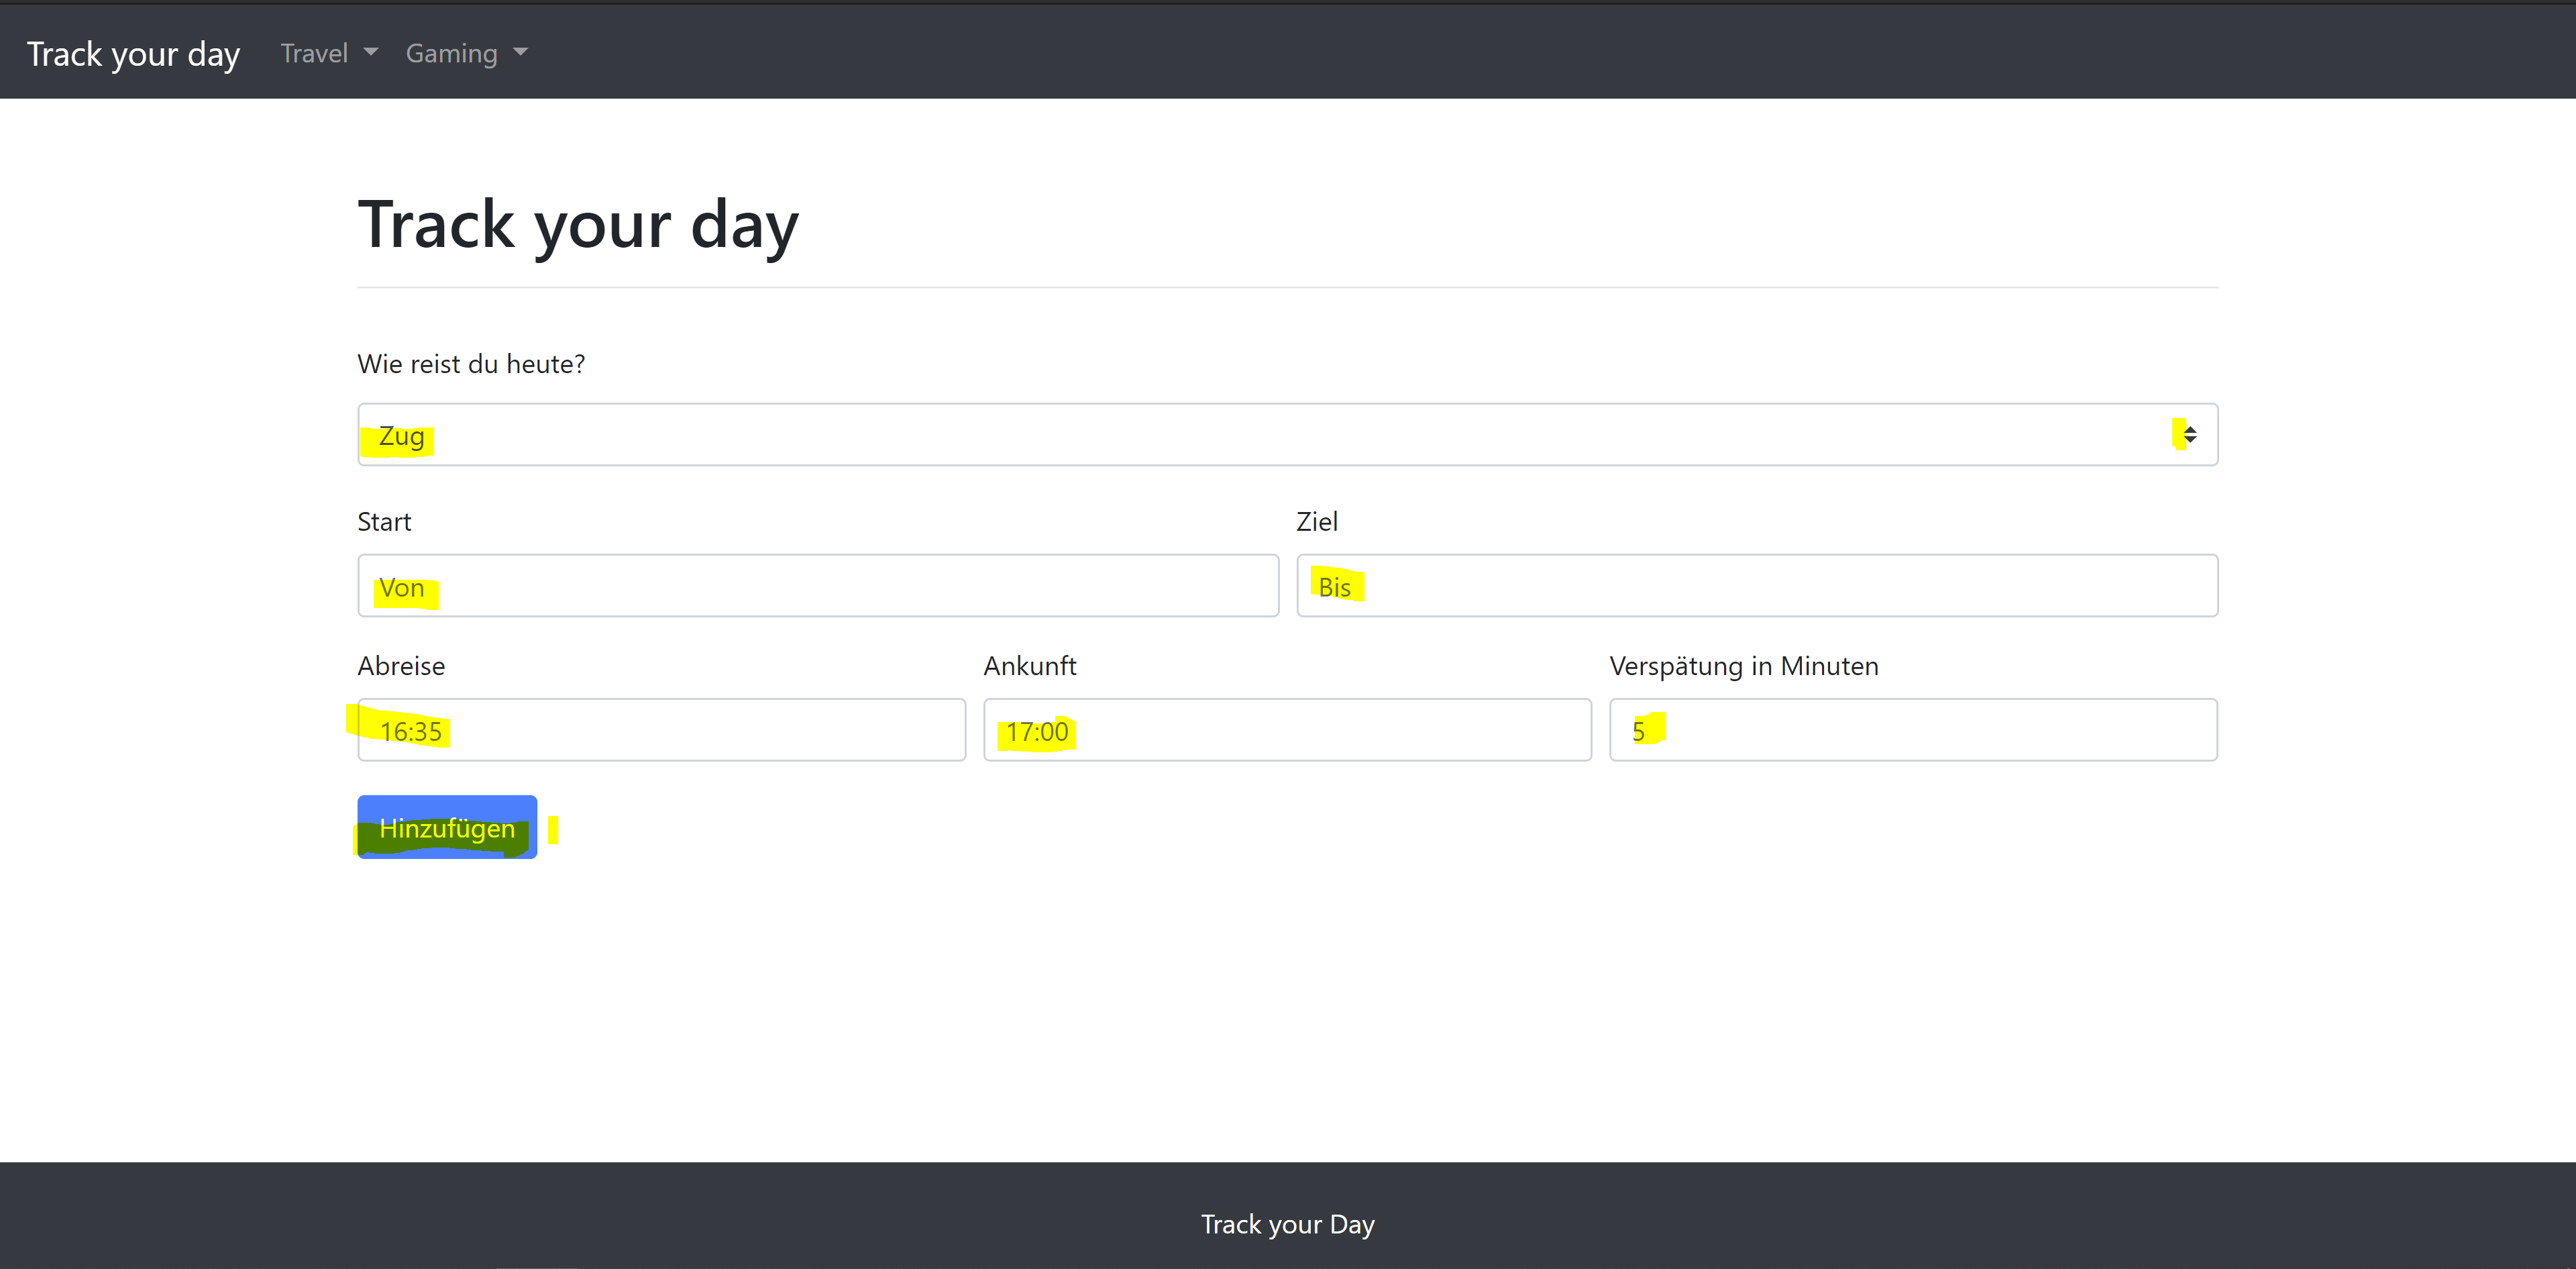 Track your day Travel Gaming
Track your day
Wie reist du heute?
Zug
Start Ziel
Von Bis
Abreise Ankunft Verspätung in Minuten
16:35 17:00 5
Hinzufügen
Track your Day